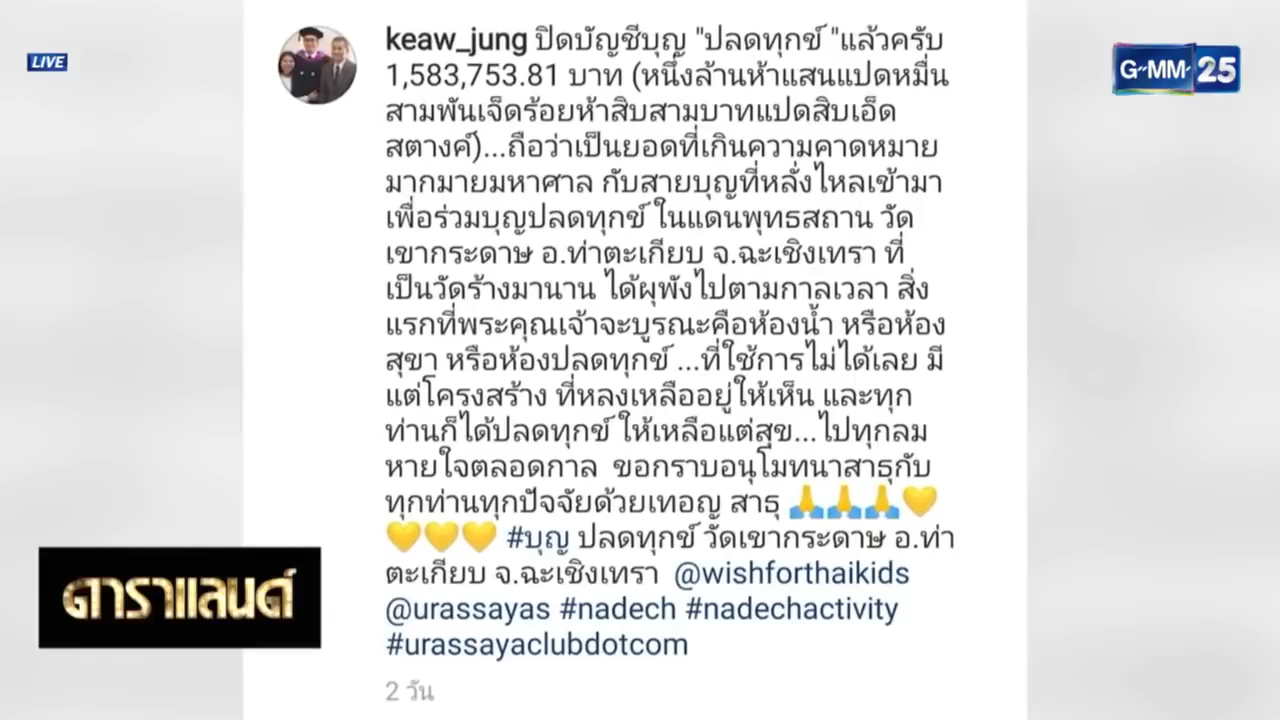 LIVE
G-MM 25
keaw_jung ปิดบัญชีบุญ "ปลดทุกข์ "แล้วครับ
1,583,753.81 บาท (หนึ่งล้านห้าแสนแปดหมื่น
สามพันเจ็ดร้อยห้าสิบสามบาทแปดสิบเอ็ด
สตางค์)...ถือว่าเป็นยอดที่เกินความคาดหมาย
มากมายมหาศาล กับสายบุญที่หลั่งไหลเข้ามา
เพื่อร่วมบุญปลดทุกข์ ในแดนพุทธสถาน วัด
เขากระดาษ อ.ท่าตะเกียบ จ.ฉะเชิงเทรา ที่
เป็นวัดร้างมานาน ได้ผุพังไปตามกาลเวลา สิ่ง
แรกที่พระคุณเจ้าจะบูรณะคือห้องน้ำ หรือห้อง
สุขา หรือห้องปลดทุกข์ ...ที่ใช้การไม่ได้เลย มี
แต่โครงสร้าง ที่หลงเหลืออยู่ให้เห็น และทุก
ท่านก็ได้ปลดทุกข์ ให้เหลือแต่สุข...ไปทุกลม
หายใจตลอดกาล ขอกราบอนุโมทนาสาธุกับ
ทุกท่านทุกปัจจัยด้วยเทอญ สาธุ 🙏🙏🙏💛
💛💛💛 #บุญ ปลดทุกข์ วัดเขากระดาษ อ.ท่า
ตะเกียบ จ.ฉะเชิงเทรา @wishforthaikids
@urassayas #nadech #nadechactivity
#urassayaclubdotcom
2 วัน
ดาราแลนด์